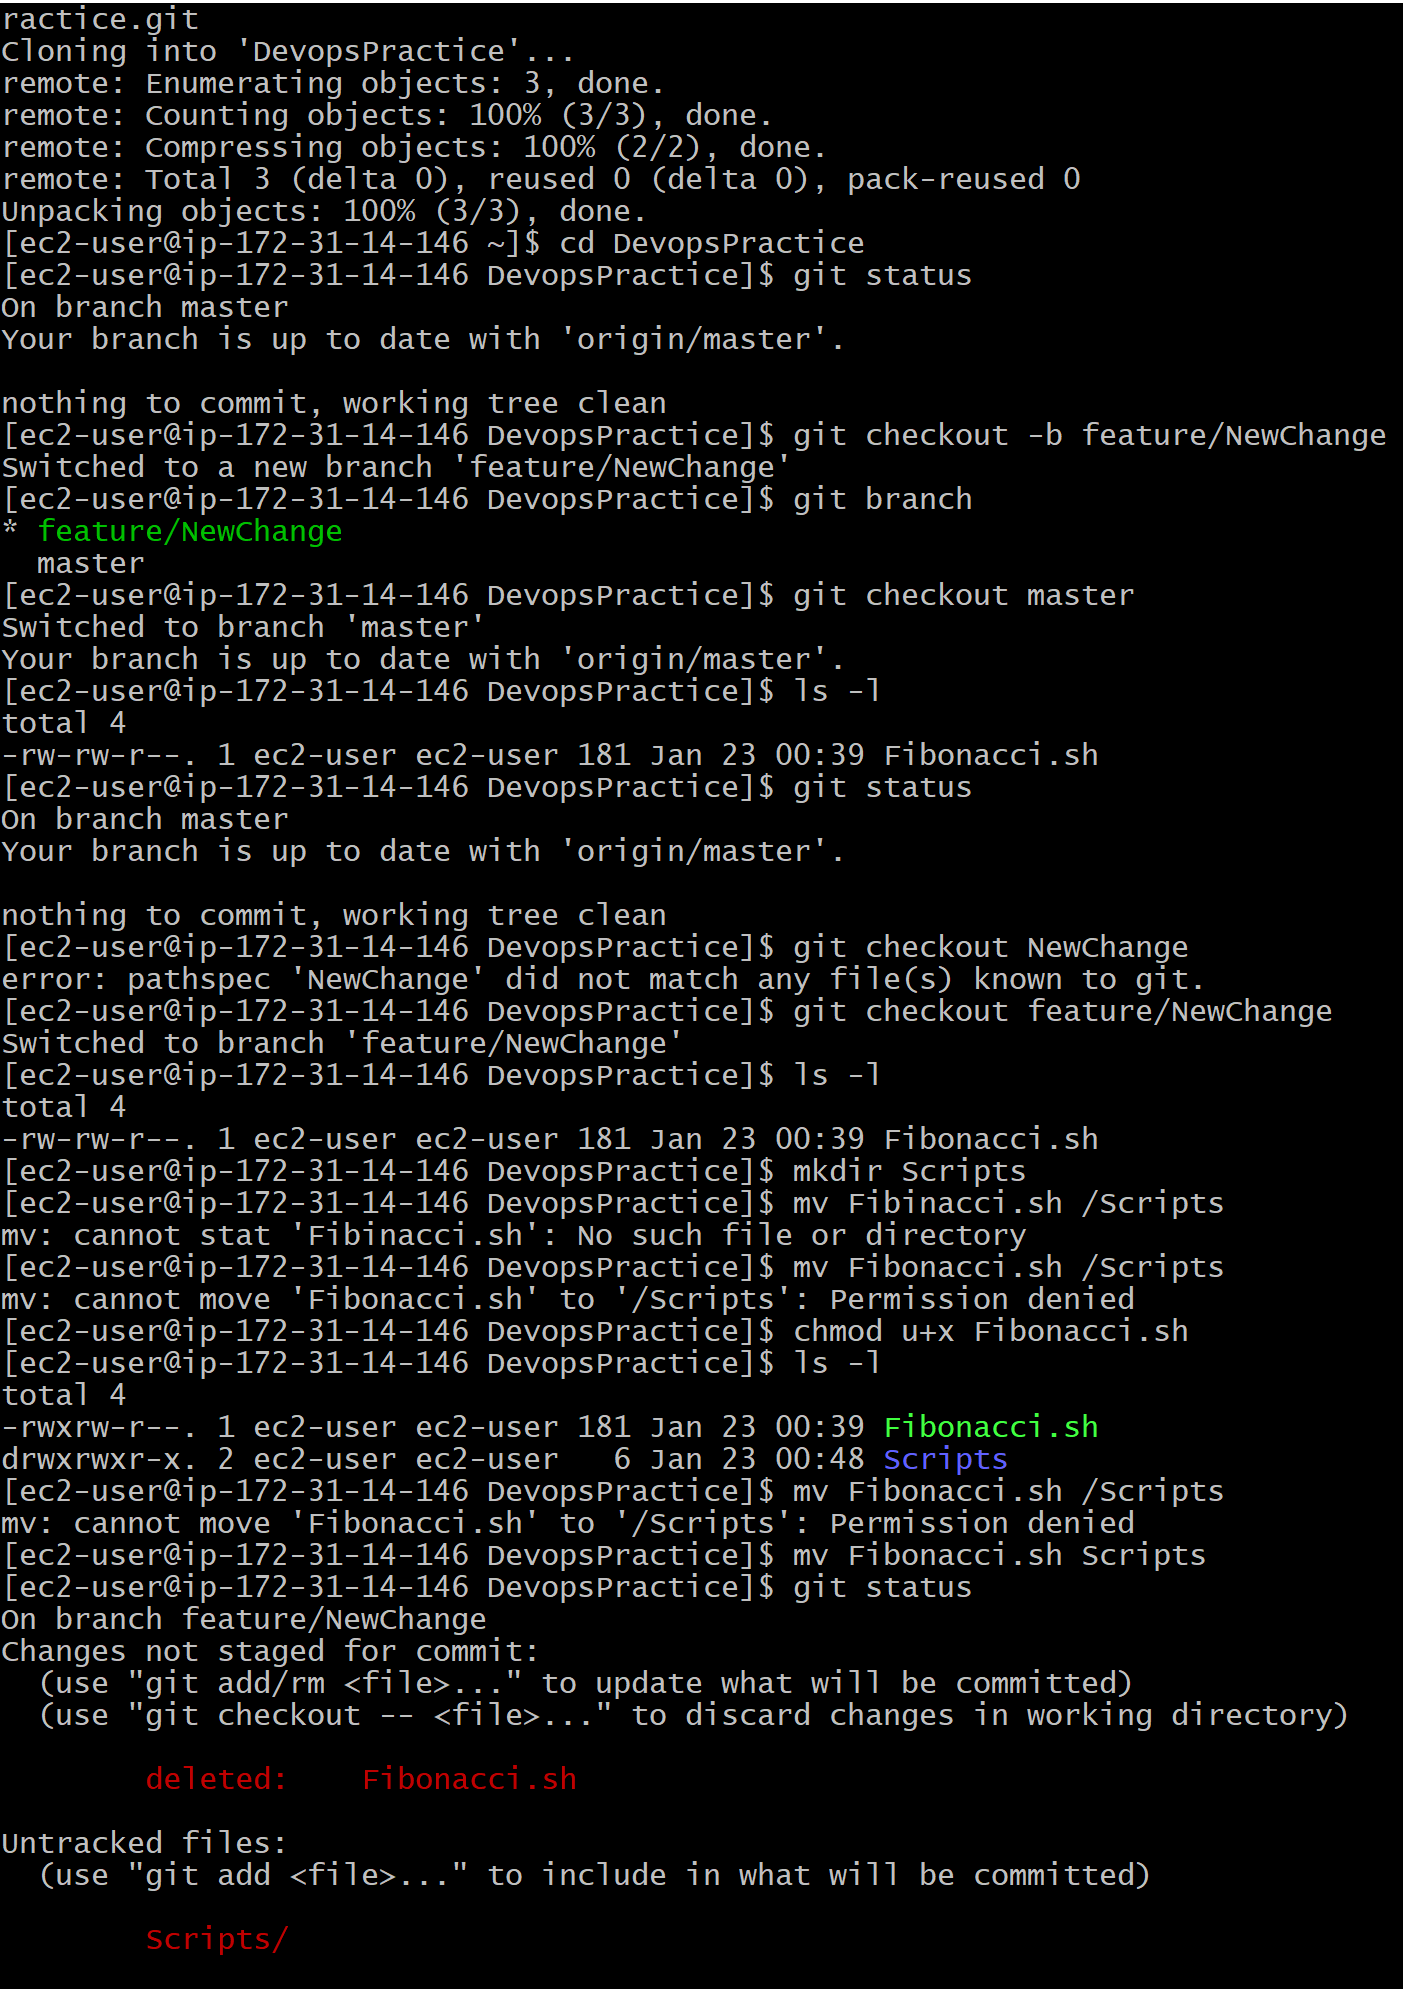 ractice.git
Cloning into 'DevopsPractice'...
remote: Enumerating objects: 3, done.
remote: Counting objects: 100% (3/3), done.
remote: Compressing objects: 100% (2/2), done.
remote: Total 3 (delta 0), reused 0 (delta 0), pack-reused 0
Unpacking objects: 100% (3/3), done.
[ec2-user@ip-172-31-14-146 ~]$ cd DevopsPractice
[ec2-user@ip-172-31-14-146 DevopsPractice]$ git status
On branch master
Your branch is up to date with 'origin/master'.

nothing to commit, working tree clean
[ec2-user@ip-172-31-14-146 DevopsPractice]$ git checkout -b feature/NewChange
Switched to a new branch 'feature/NewChange'
[ec2-user@ip-172-31-14-146 DevopsPractice]$ git branch
* feature/NewChange
  master
[ec2-user@ip-172-31-14-146 DevopsPractice]$ git checkout master
Switched to branch 'master'
Your branch is up to date with 'origin/master'.
[ec2-user@ip-172-31-14-146 DevopsPractice]$ ls -l
total 4
-rw-rw-r--. 1 ec2-user ec2-user 181 Jan 23 00:39 Fibonacci.sh
[ec2-user@ip-172-31-14-146 DevopsPractice]$ git status
On branch master
Your branch is up to date with 'origin/master'.

nothing to commit, working tree clean
[ec2-user@ip-172-31-14-146 DevopsPractice]$ git checkout NewChange
error: pathspec 'NewChange' did not match any file(s) known to git.
[ec2-user@ip-172-31-14-146 DevopsPractice]$ git checkout feature/NewChange
Switched to branch 'feature/NewChange'
[ec2-user@ip-172-31-14-146 DevopsPractice]$ ls -l
total 4
-rw-rw-r--. 1 ec2-user ec2-user 181 Jan 23 00:39 Fibonacci.sh
[ec2-user@ip-172-31-14-146 DevopsPractice]$ mkdir Scripts
[ec2-user@ip-172-31-14-146 DevopsPractice]$ mv Fibinacci.sh /Scripts
mv: cannot stat 'Fibinacci.sh': No such file or directory
[ec2-user@ip-172-31-14-146 DevopsPractice]$ mv Fibonacci.sh /Scripts
mv: cannot move 'Fibonacci.sh' to '/Scripts': Permission denied
[ec2-user@ip-172-31-14-146 DevopsPractice]$ chmod u+x Fibonacci.sh
[ec2-user@ip-172-31-14-146 DevopsPractice]$ ls -l
total 4
-rwxrw-r--. 1 ec2-user ec2-user 181 Jan 23 00:39 Fibonacci.sh
drwxrwxr-x. 2 ec2-user ec2-user   6 Jan 23 00:48 Scripts
[ec2-user@ip-172-31-14-146 DevopsPractice]$ mv Fibonacci.sh /Scripts
mv: cannot move 'Fibonacci.sh' to '/Scripts': Permission denied
[ec2-user@ip-172-31-14-146 DevopsPractice]$ mv Fibonacci.sh Scripts
[ec2-user@ip-172-31-14-146 DevopsPractice]$ git status
On branch feature/NewChange
Changes not staged for commit:
  (use "git add/rm <file>..." to update what will be committed)
  (use "git checkout -- <file>..." to discard changes in working directory)

        deleted:    Fibonacci.sh

Untracked files:
  (use "git add <file>..." to include in what will be committed)

        Scripts/